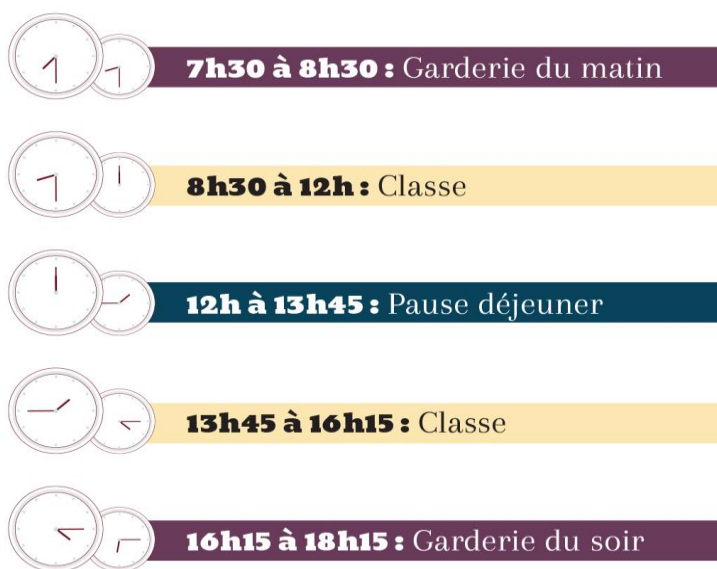 7h30 à 8h30 : Garderie du matin
8h30 à 12h : Classe
12h à 13h45 : Pause déjeuner
13h45 à 16h15 : Classe
16h15 à 18h15 : Garderie du soir